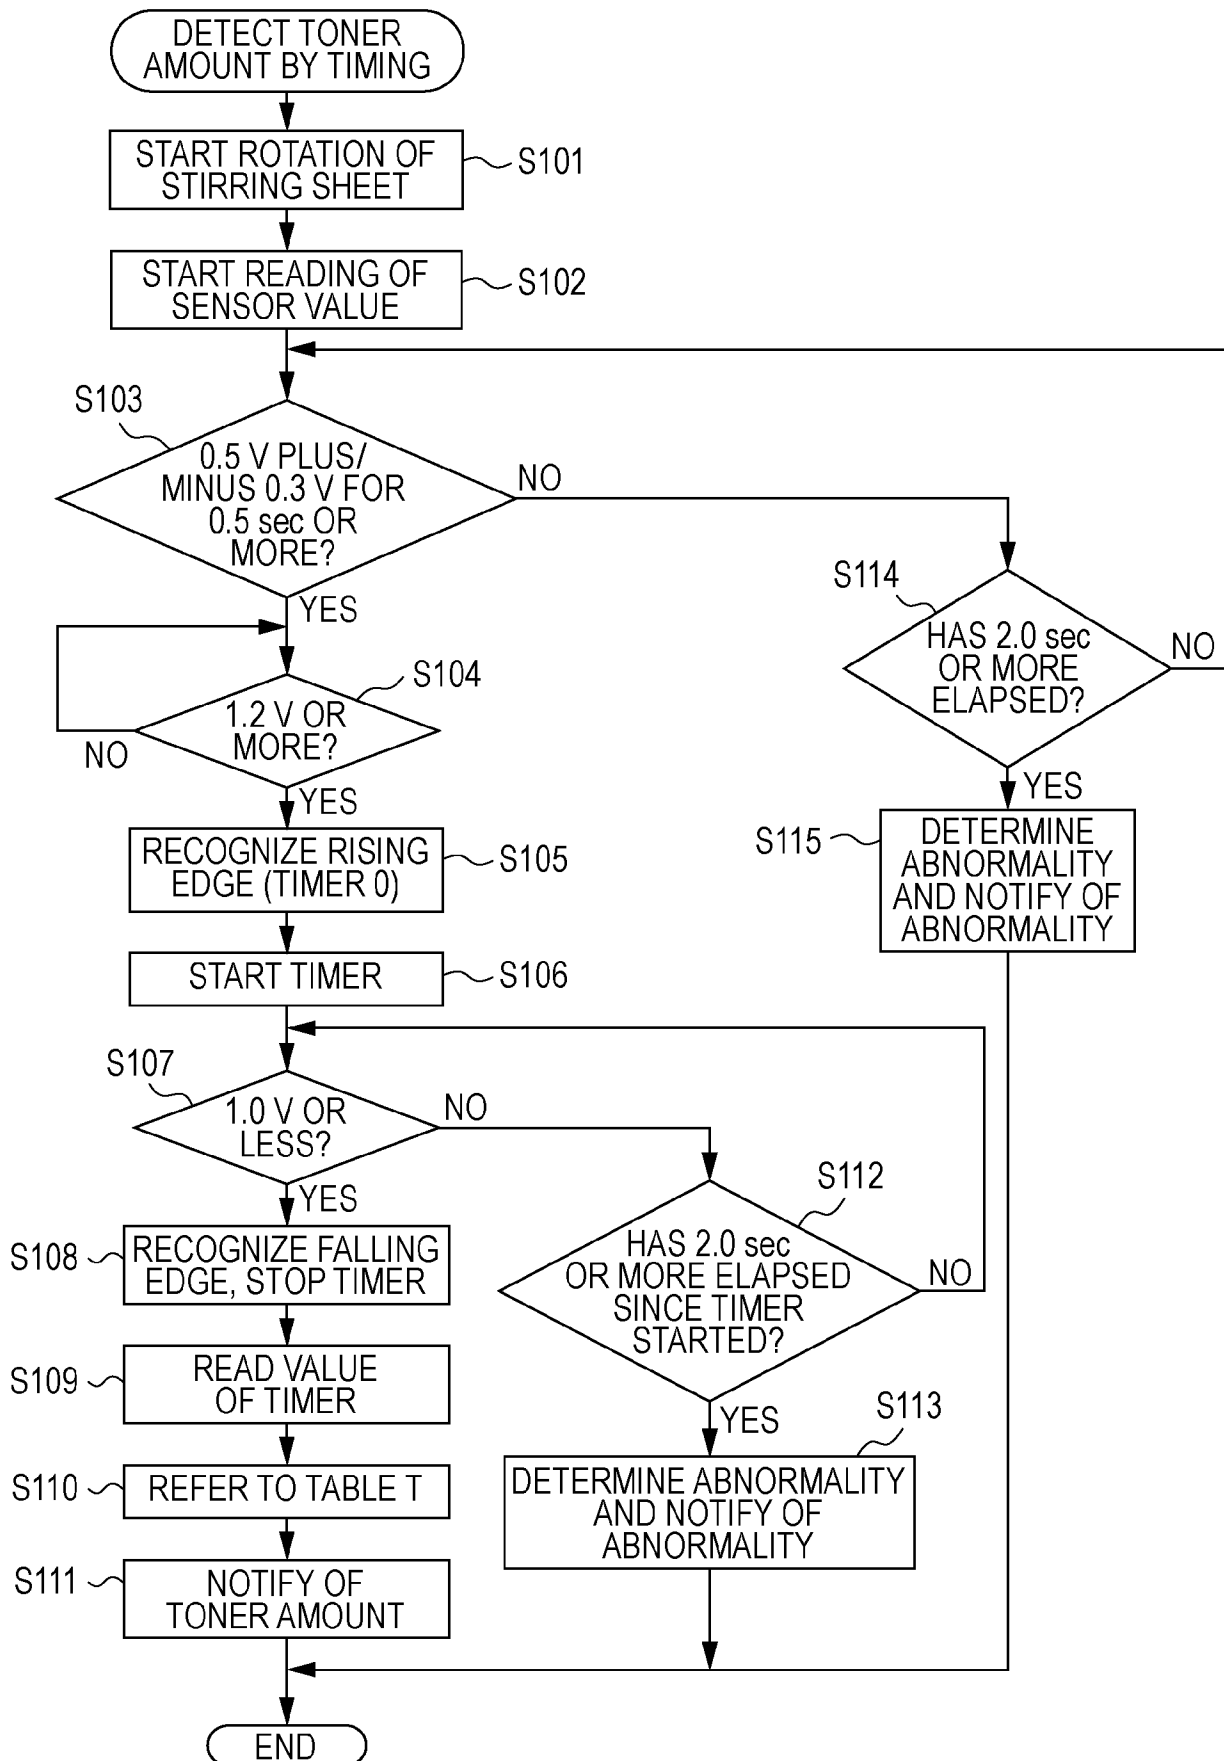 DETECT TONER
AMOUNT BY TIMING
START ROTATION OF
STIRRING SHEET
S101
START READING OF
SENSOR VALUE
S102
S103
0.5 V PLUS/
MINUS 0.3 V FOR
0.5 sec OR
MORE?
NO
YES
S114
HAS 2.0 sec
OR MORE
ELAPSED?
NO
YES
S104
1.2 V OR
MORE?
NO
YES
S115
DETERMINE
ABNORMALITY
AND NOTIFY OF
ABNORMALITY
RECOGNIZE RISING
EDGE (TIMER 0)
S105
START TIMER
S106
S107
1.0 V OR
LESS?
NO
YES
S112
HAS 2.0 sec
OR MORE ELAPSED
SINCE TIMER
STARTED?
NO
YES
S108
RECOGNIZE FALLING
EDGE, STOP TIMER
S109
READ VALUE
OF TIMER
S113
DETERMINE ABNORMALITY
AND NOTIFY OF
ABNORMALITY
S110
REFER TO TABLE T
S111
NOTIFY OF
TONER AMOUNT
END